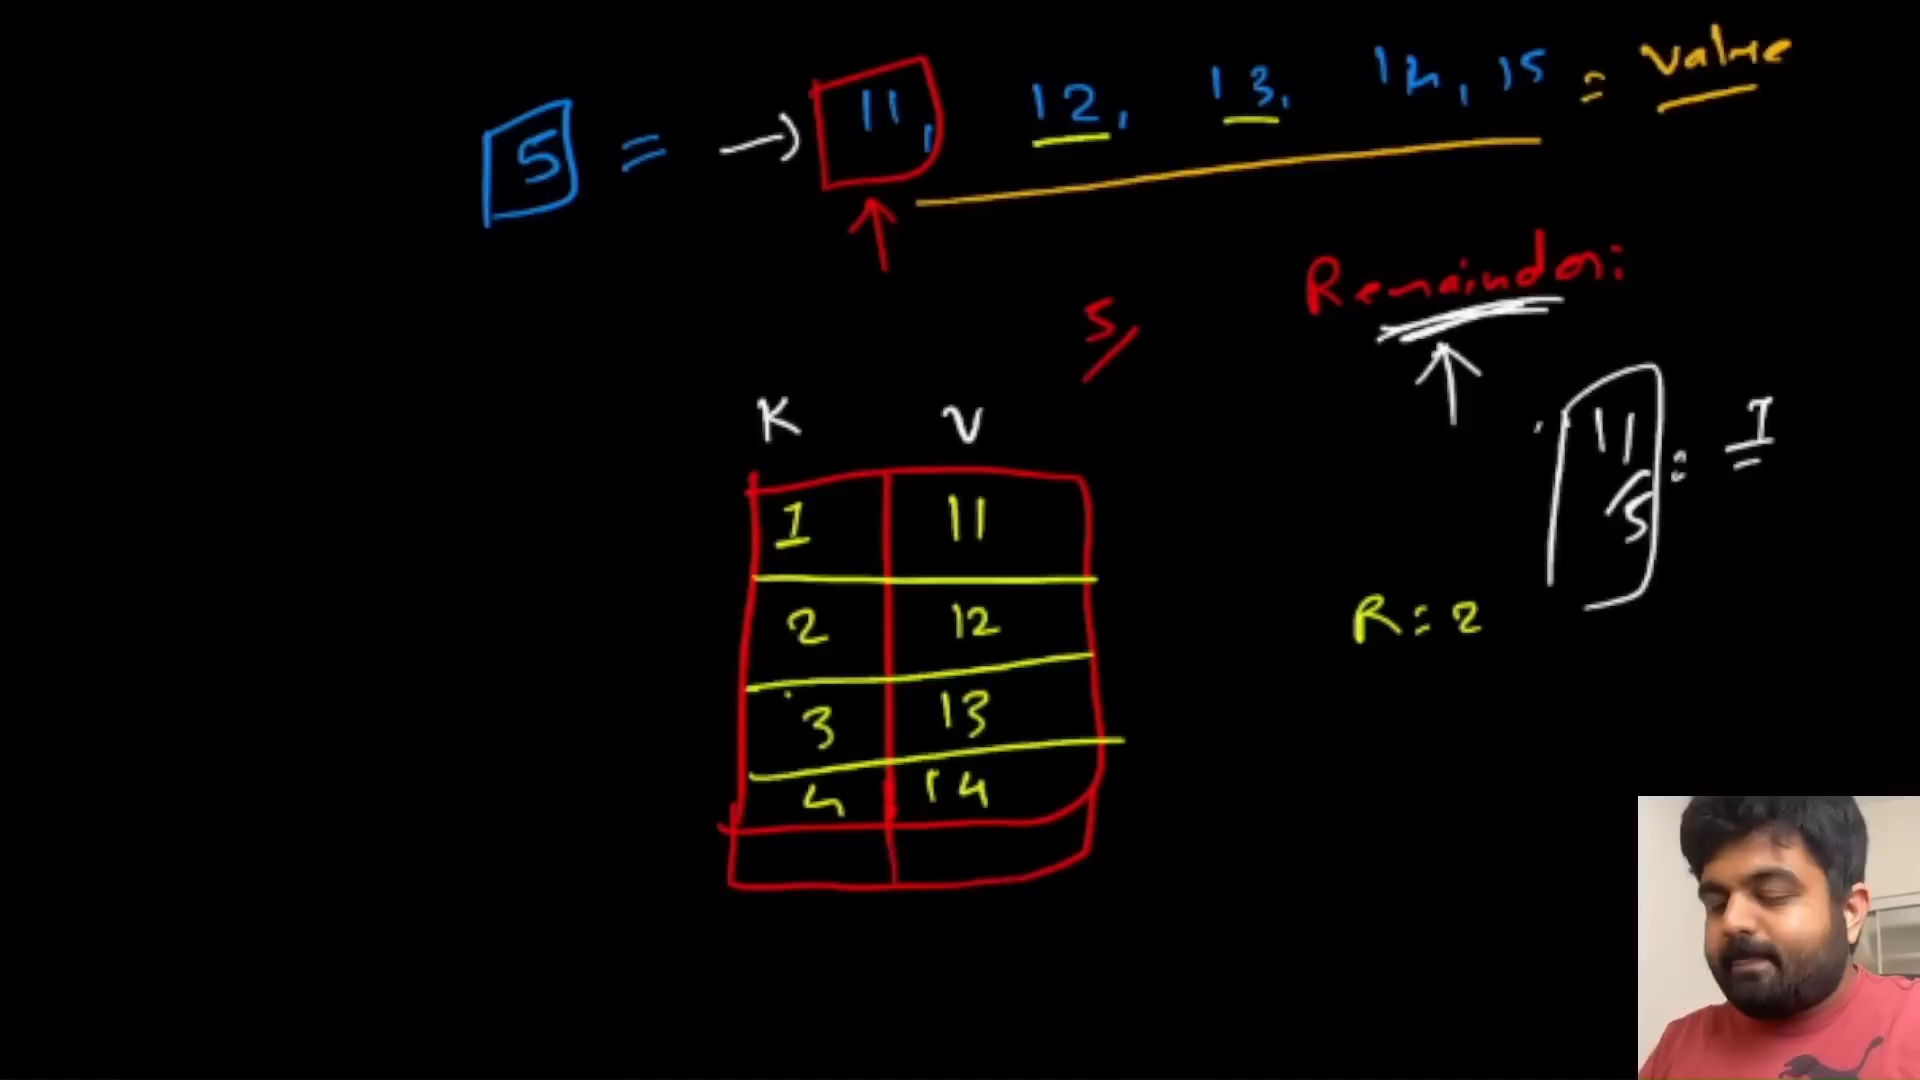 5 = → 11, 12, 13, 14, 15 = value
Remainder:
5,
K V
11/5 = 1
1 11
2 12
R = 2
3 13
4 14